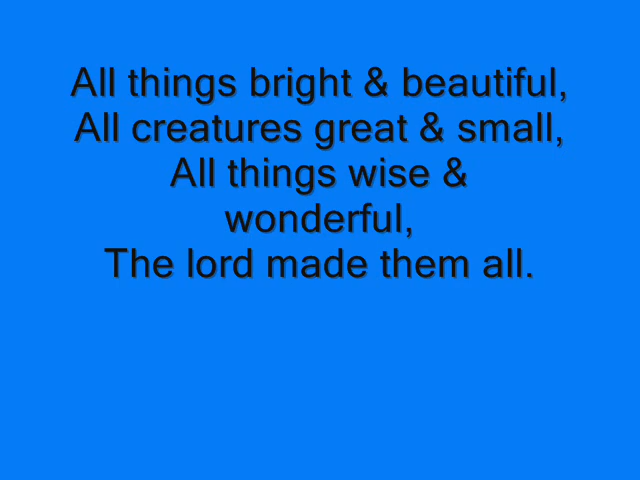 All things bright & beautiful,
All creatures great & small,
All things wise &
wonderful,
The lord made them all.